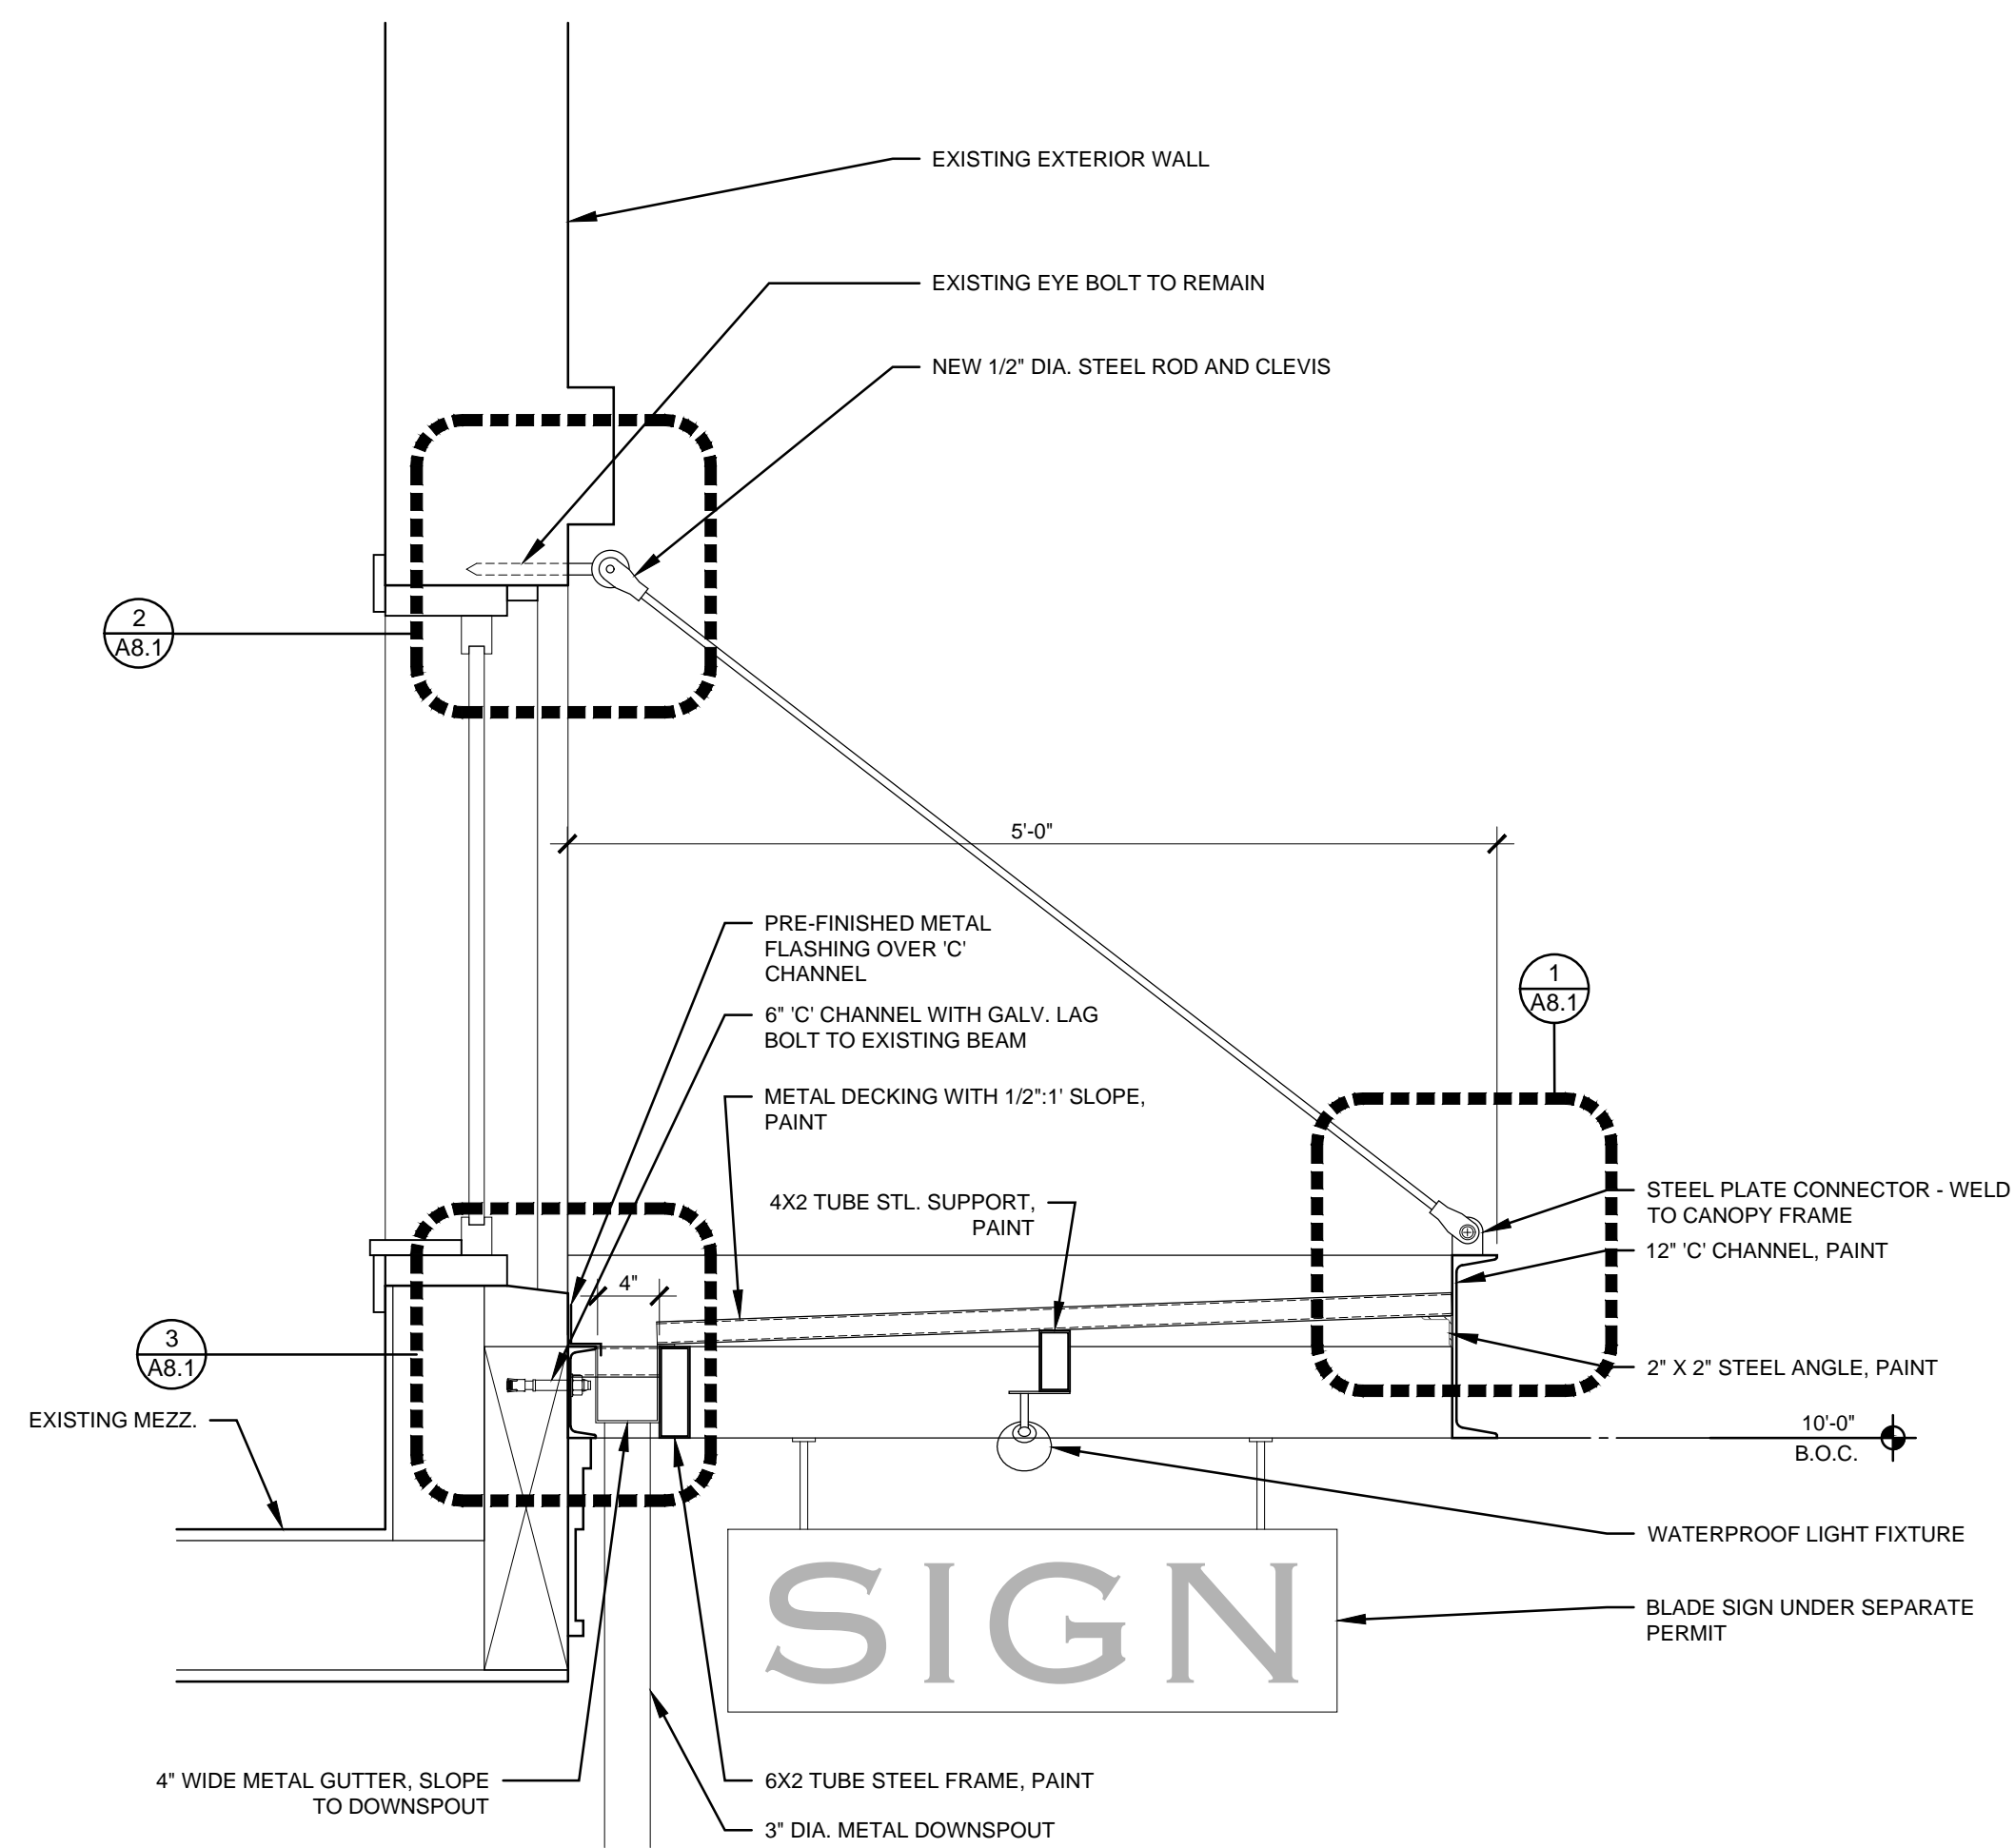 EXISTING EXTERIOR WALL
EXISTING EYE BOLT TO REMAIN
NEW 1/2" DIA. STEEL ROD AND CLEVIS
2
A8.1
5'-0"
PRE-FINISHED METAL
FLASHING OVER 'C'
CHANNEL
1
A8.1
6" 'C' CHANNEL WITH GALV. LAG
BOLT TO EXISTING BEAM
METAL DECKING WITH 1/2":1' SLOPE,
PAINT
4X2 TUBE STL. SUPPORT,
PAINT
STEEL PLATE CONNECTOR - WELD
TO CANOPY FRAME
12" 'C' CHANNEL, PAINT
4"
3
A8.1
2" X 2" STEEL ANGLE, PAINT
EXISTING MEZZ.
10'-0"
B.O.C.
WATERPROOF LIGHT FIXTURE
SIGN
BLADE SIGN UNDER SEPARATE
PERMIT
4" WIDE METAL GUTTER, SLOPE
TO DOWNSPOUT
6X2 TUBE STEEL FRAME, PAINT
3" DIA. METAL DOWNSPOUT